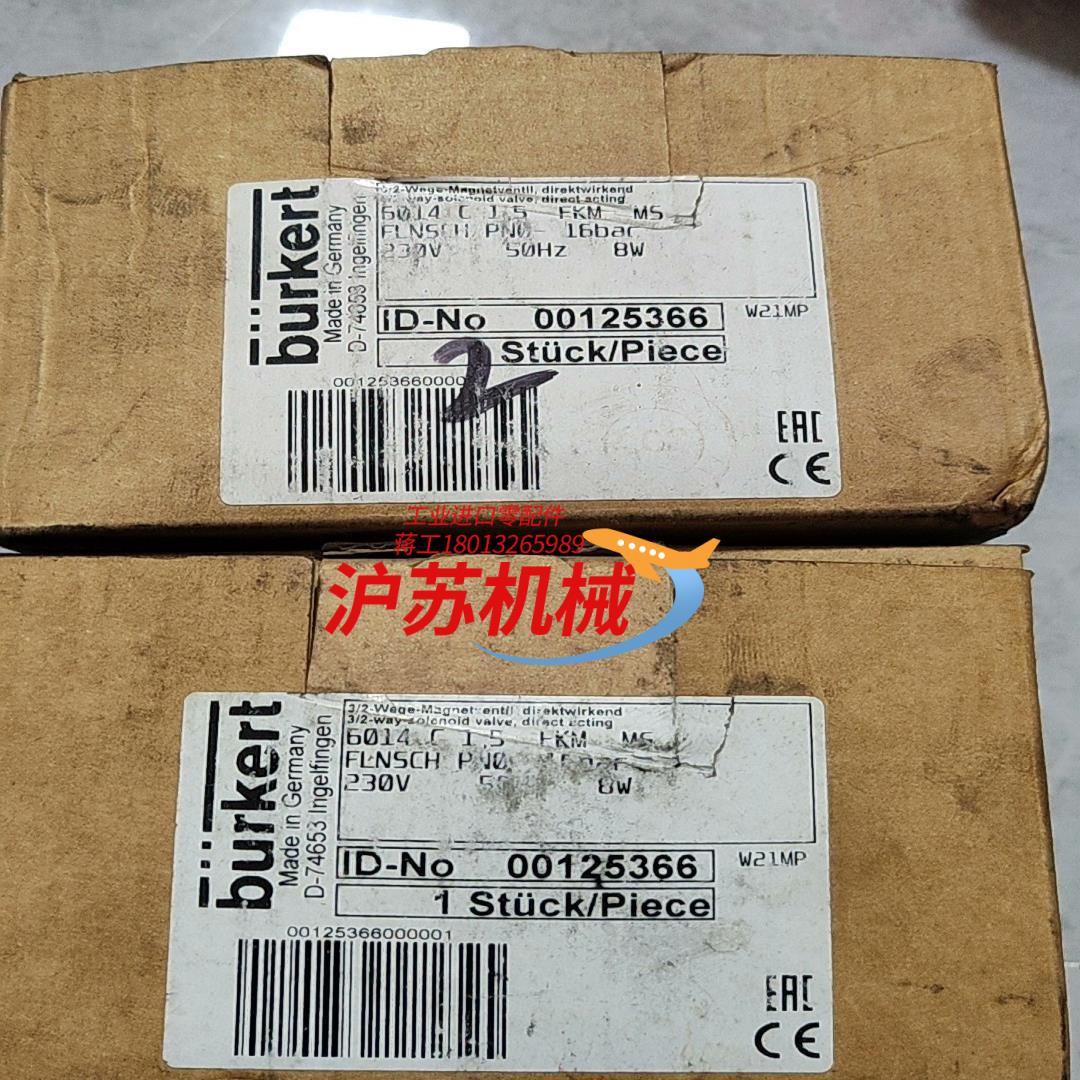 bürkert
Made in Germany
D-74653 Ingelfingen
3/2-Wege-Magnetventil, direktwirkend
3/2-way-solenoid valve, direct acting
6014 C 1,5 FKM MS
FLNSCH PN0- 16bar
230V 50Hz 8W
ID-No 00125366
W21MP
2 Stück/Piece
001253660000
EAC
CE
工业进口零配件
蒋工18013265989
沪苏机械
bürkert
Made in Germany
D-74653 Ingelfingen
3/2-Wege-Magnetventil, direktwirkend
3/2-way-solenoid valve, direct acting
6014 C 1,5 FKM MS
FLNSCH PN0-
230V 8W
ID-No 00125366
W21MP
1 Stück/Piece
00125366000001
EAC
CE